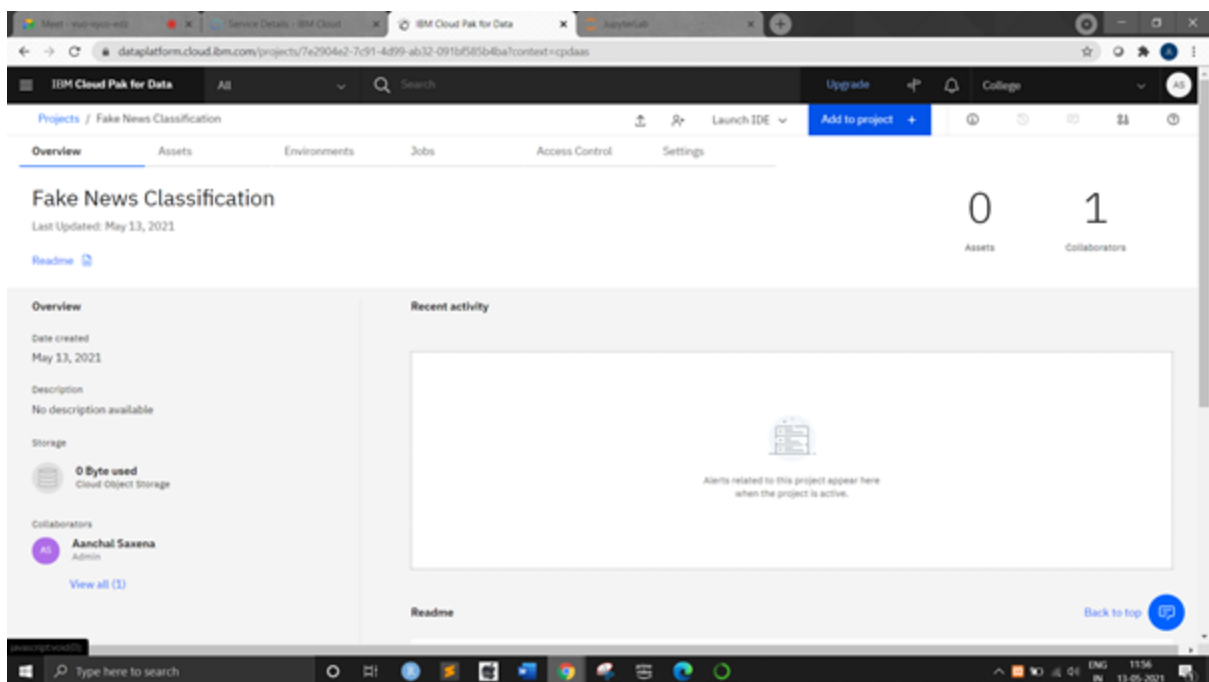 Service Details - IBM Cloud
IBM Cloud Pak for Data
JupyterLab
dataplatform.cloud.ibm.com/projects/7e2904e2-7c91-4d99-ab32-091bf585b4ba?context=cpdaas
IBM Cloud Pak for Data
All
Search
Upgrade
College
AS
Projects / Fake News Classification
Launch IDE
Add to project +
Overview
Assets
Environments
Jobs
Access Control
Settings
Fake News Classification
Last Updated: May 13, 2021
Readme
0
Assets
1
Collaborators
Overview
Date created
May 13, 2021
Description
No description available
Storage
0 Byte used
Cloud Object Storage
Collaborators
AS
Aanchal Saxena
Admin
View all (1)
Recent activity
Alerts related to this project appear here
when the project is active.
Readme
Back to top
javascript:void(0);
Type here to search
ENG
IN
11:56
13-05-2021